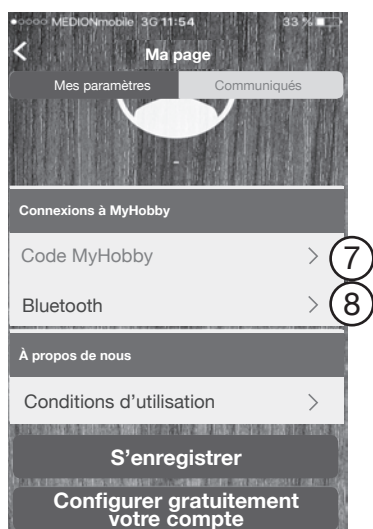 MEDIONmobile 3G 11:54 33 %
Ma page
Mes paramètres Communiqués
-
Connexions à MyHobby
Code MyHobby 7
Bluetooth 8
À propos de nous
Conditions d’utilisation
S’enregistrer
Configurer gratuitement
votre compte